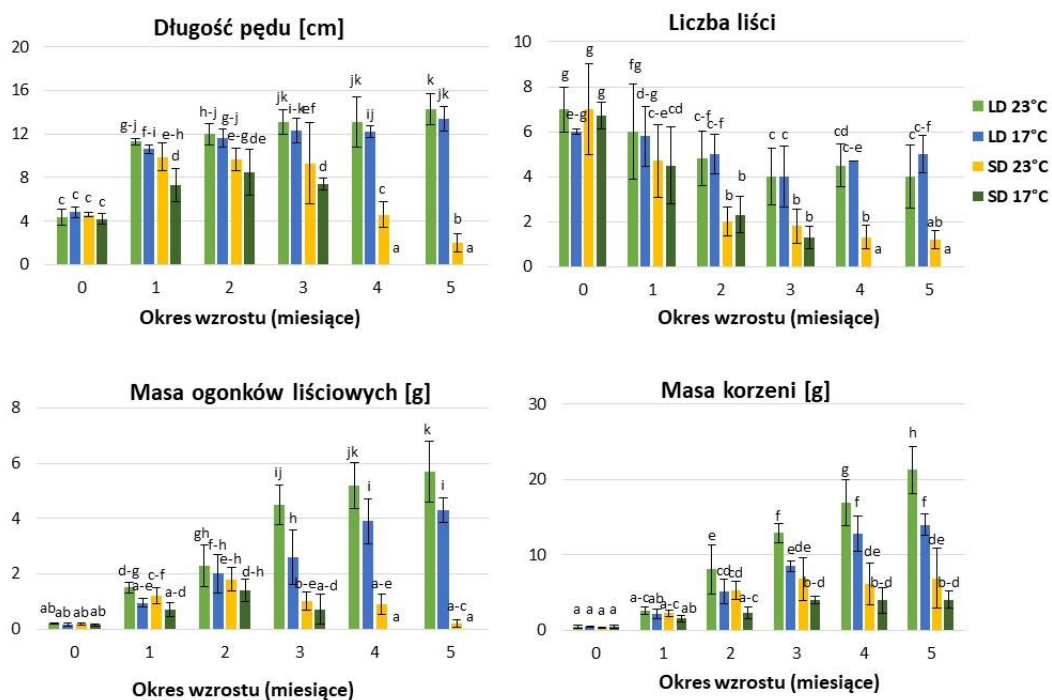 Długość pędu [cm]
20
16
12
8
4
0
c c c c
g-j f-i e-h d
h-j g-j e-g de
jk i-k ef d
jk ij c a
k jk b a
0 1 2 3 4 5
Okres wzrostu (miesiące)
Liczba liści
10
8
6
4
2
0
g e-g g g
fg d-g c-e cd
c-f c-f b b
c c b b
cd c-e b a
c c-f ab a
0 1 2 3 4 5
Okres wzrostu (miesiące)
LD 23°C
LD 17°C
SD 23°C
SD 17°C
Masa ogonków liściowych [g]
8
6
4
2
0
ab ab ab ab
d-g a-e c-f a-d
gh f-h e-h d-h
ij h b-e a-d
jk i a-e a
k i a-c a
0 1 2 3 4 5
Okres wzrostu (miesiące)
Masa korzeni [g]
30
20
10
0
a a a a
a-c ab a-c ab
e cd cd a-c
f e de b-d
g f de b-d
h f de b-d
0 1 2 3 4 5
Okres wzrostu (miesiące)